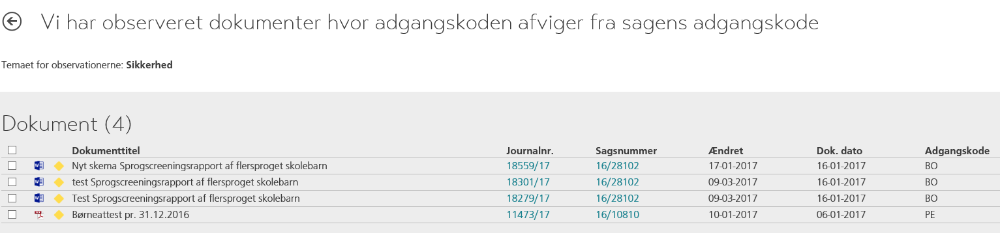 Vi har observeret dokumenter hvor adgangskoden afviger fra sagens adgangskode
Temaet for observationerne: Sikkerhed
Dokument (4)
Dokumenttitel Journalnr. Sagsnummer Ændret Dok. dato Adgangskode
Nyt skema Sprogscreeningsrapport af flersproget skolebarn 18559/17 16/28102 17-01-2017 16-01-2017 BO
test Sprogscreeningsrapport af flersproget skolebarn 18301/17 16/28102 09-03-2017 16-01-2017 BO
Test Sprogscreeningsrapport af flersproget skolebarn 18279/17 16/28102 09-03-2017 16-01-2017 BO
Børneattest pr. 31.12.2016 11473/17 16/10810 10-01-2017 06-01-2017 PE